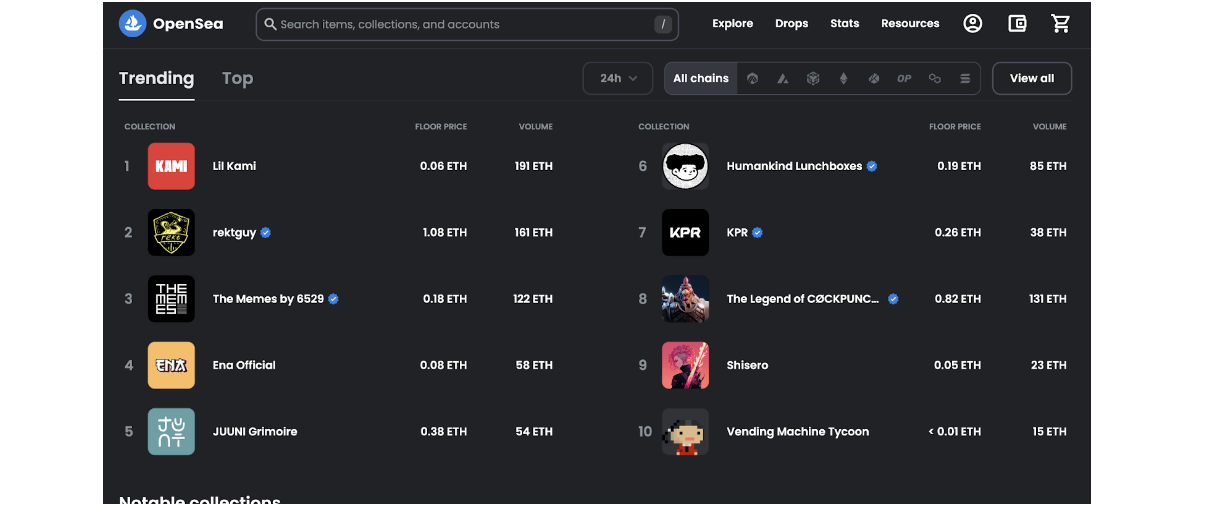 OpenSea
Search items, collections, and accounts
/
Explore Drops Stats Resources
Trending Top
24h
All chains
OP
View all
COLLECTION FLOOR PRICE VOLUME
1 KAMI Lil Kami 0.06 ETH 191 ETH
2 rekt rektguy 1.08 ETH 161 ETH
3 THE MEMES Memes by 6529 0.18 ETH 122 ETH
4 ENA Ena Official 0.08 ETH 58 ETH
5 JUUNI Grimoire 0.38 ETH 54 ETH
COLLECTION FLOOR PRICE VOLUME
6 Humankind Lunchboxes 0.19 ETH 85 ETH
7 KPR KPR 0.26 ETH 38 ETH
8 The Legend of CØCKPUNC... 0.82 ETH 131 ETH
9 Shisero 0.05 ETH 23 ETH
10 Vending Machine Tycoon < 0.01 ETH 15 ETH
Notable collections